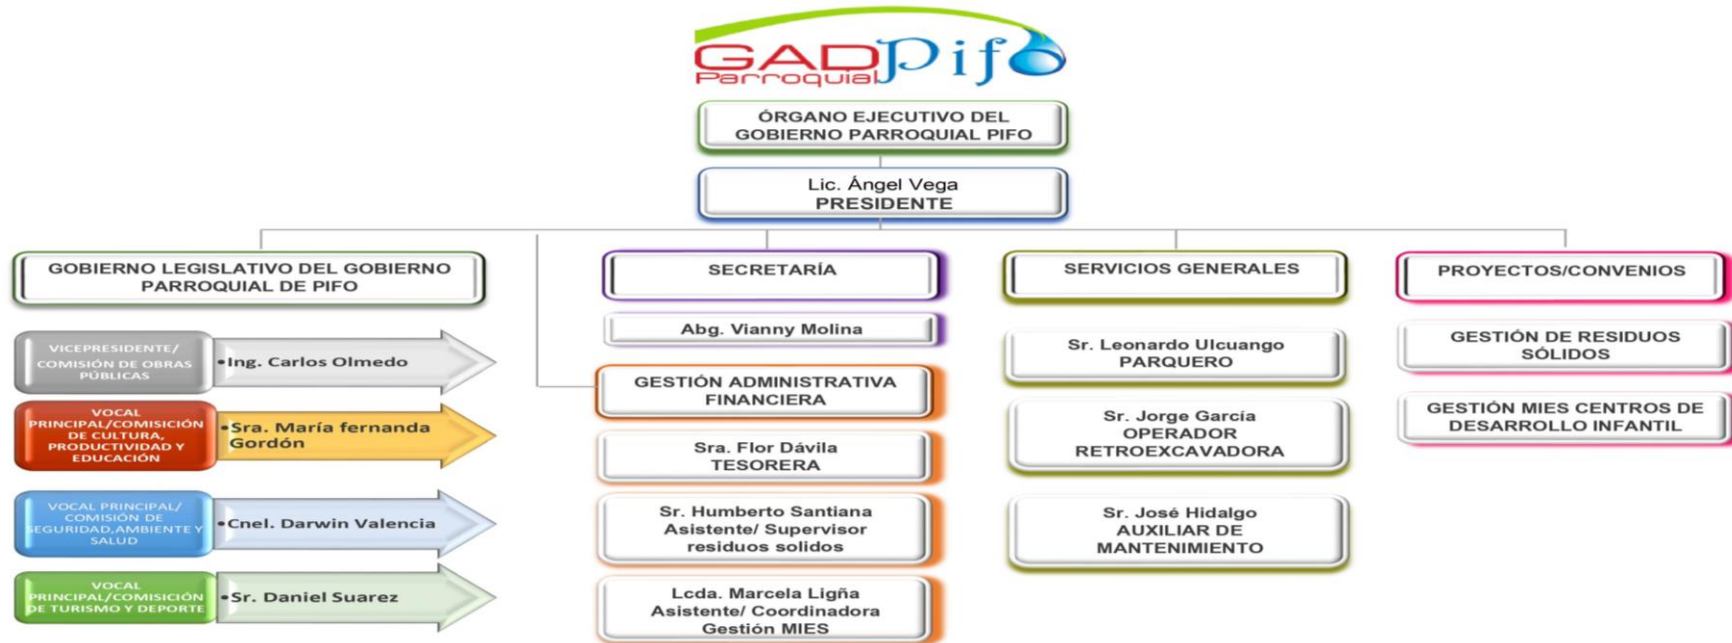 GAD Pifo
Parroquial
ÓRGANO EJECUTIVO DEL
GOBIERNO PARROQUIAL PIFO
Lic. Ángel Vega
PRESIDENTE
GOBIERNO LEGISLATIVO DEL GOBIERNO
PARROQUIAL DE PIFO
VICEPRESIDENTE/
COMISIÓN DE OBRAS
PÚBLICAS
•Ing. Carlos Olmedo
VOCAL
PRINCIPAL/COMISICIÓN
DE CULTURA,
PRODUCTIVIDAD Y
EDUCACIÓN
•Sra. María fernanda
Gordón
VOCAL PRINCIPAL/
COMISIÓN DE
SEGURIDAD,AMBIENTE Y
SALUD
•Cnel. Darwin Valencia
VOCAL
PRINCIPAL/COMISICIÓN
DE TURISMO Y DEPORTE
•Sr. Daniel Suarez
SECRETARÍA
Abg. Vianny Molina
GESTIÓN ADMINISTRATIVA
FINANCIERA
Sra. Flor Dávila
TESORERA
Sr. Humberto Santiana
Asistente/ Supervisor
residuos solidos
Lcda. Marcela Ligña
Asistente/ Coordinadora
Gestión MIES
SERVICIOS GENERALES
Sr. Leonardo Ulcuango
PARQUERO
Sr. Jorge García
OPERADOR
RETROEXCAVADORA
Sr. José Hidalgo
AUXILIAR DE
MANTENIMIENTO
PROYECTOS/CONVENIOS
GESTIÓN DE RESIDUOS
SÓLIDOS
GESTIÓN MIES CENTROS DE
DESARROLLO INFANTIL